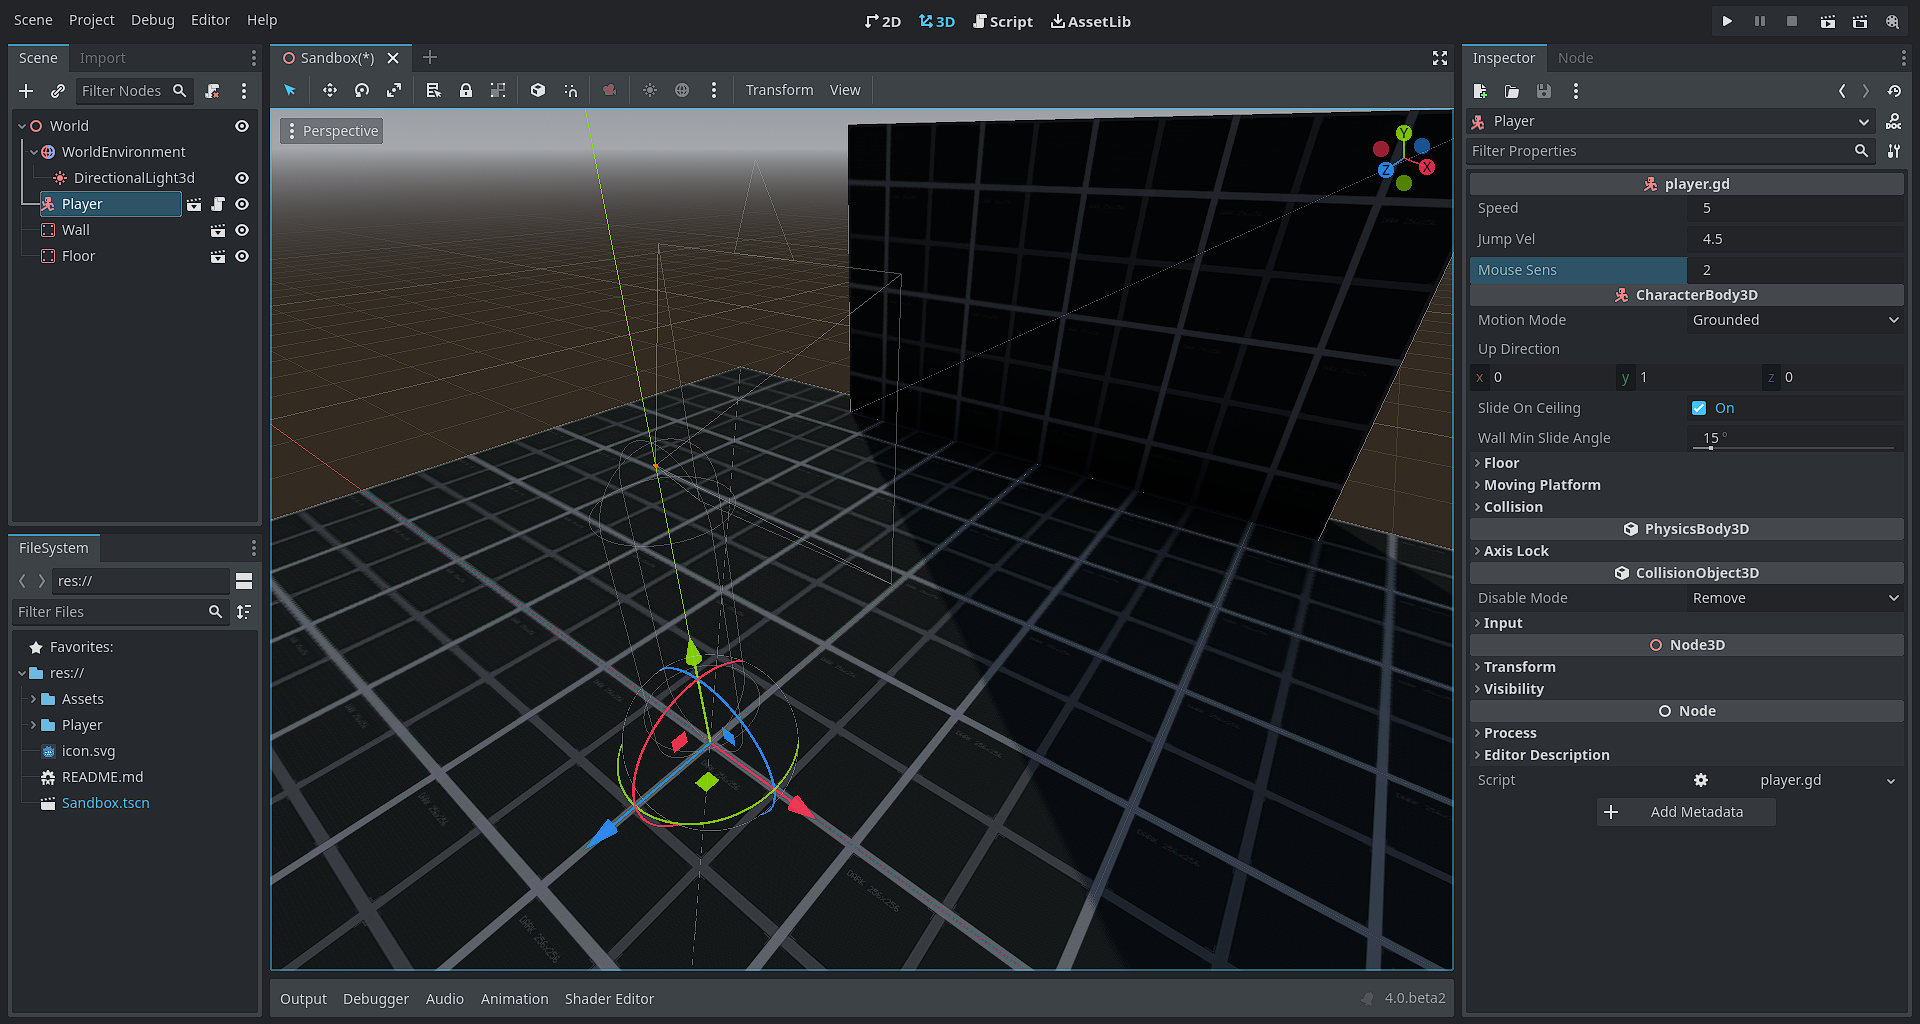 Scene Project Debug Editor Help
2D 3D Script AssetLib
Scene Import
Filter Nodes
World
WorldEnvironment
DirectionalLight3d
Player
Wall
Floor
FileSystem
res://
Filter Files
Favorites:
res://
Assets
Player
icon.svg
README.md
Sandbox.tscn
Sandbox(*)
Transform View
Perspective
Y
X
Z
DARK 256x256
DARK 256x256
Output Debugger Audio Animation Shader Editor
4.0.beta2
Inspector Node
Player
Filter Properties
player.gd
Speed 5
Jump Vel 4.5
Mouse Sens 2
CharacterBody3D
Motion Mode Grounded
Up Direction
x 0 y 1 z 0
Slide On Ceiling On
Wall Min Slide Angle 15 °
Floor
Moving Platform
Collision
PhysicsBody3D
Axis Lock
CollisionObject3D
Disable Mode Remove
Input
Node3D
Transform
Visibility
Node
Process
Editor Description
Script player.gd
Add Metadata